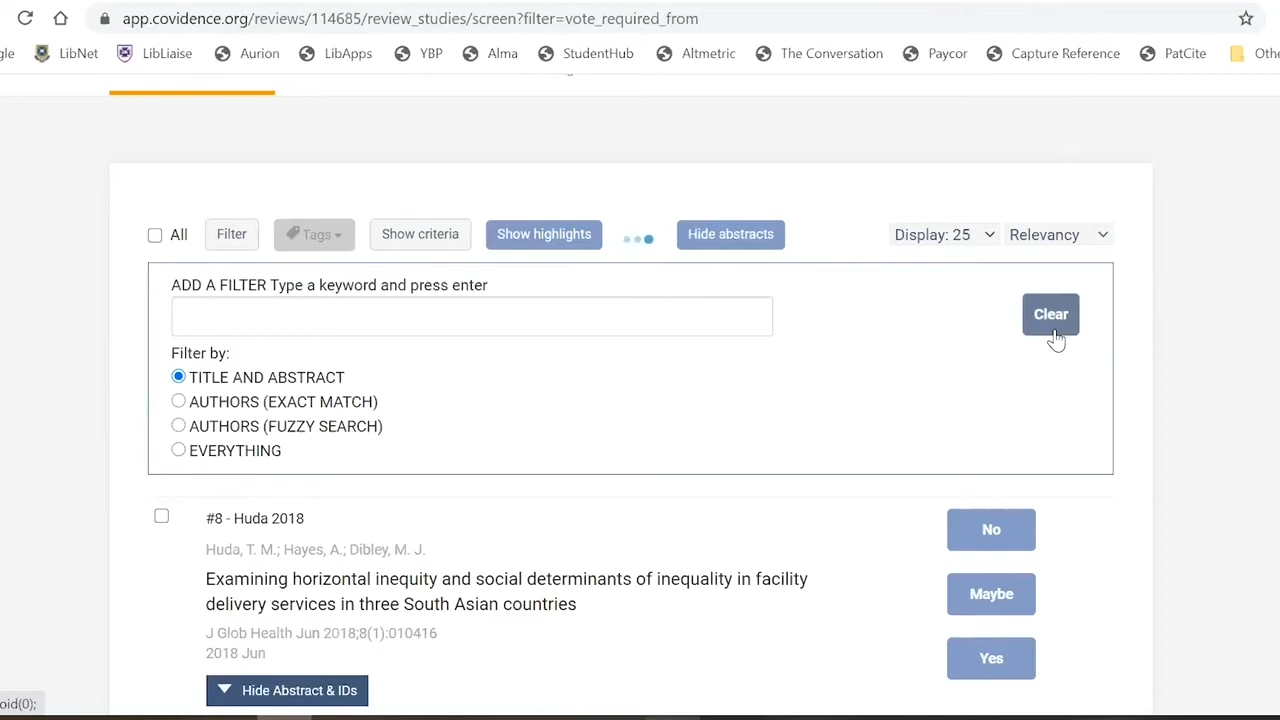 app.covidence.org/reviews/114685/review_studies/screen?filter=vote_required_from
gle LibNet LibLiaise Aurion LibApps YBP Alma StudentHub Altmetric The Conversation Paycor Capture Reference PatCite Othe
All Filter Tags Show criteria Show highlights Hide abstracts Display: 25 Relevancy
ADD A FILTER Type a keyword and press enter
Clear
Filter by:
TITLE AND ABSTRACT
AUTHORS (EXACT MATCH)
AUTHORS (FUZZY SEARCH)
EVERYTHING
#8 - Huda 2018
No
Huda, T. M.; Hayes, A.; Dibley, M. J.
Examining horizontal inequity and social determinants of inequality in facility
delivery services in three South Asian countries
Maybe
J Glob Health Jun 2018;8(1):010416
2018 Jun
Yes
Hide Abstract & IDs
oid(0);